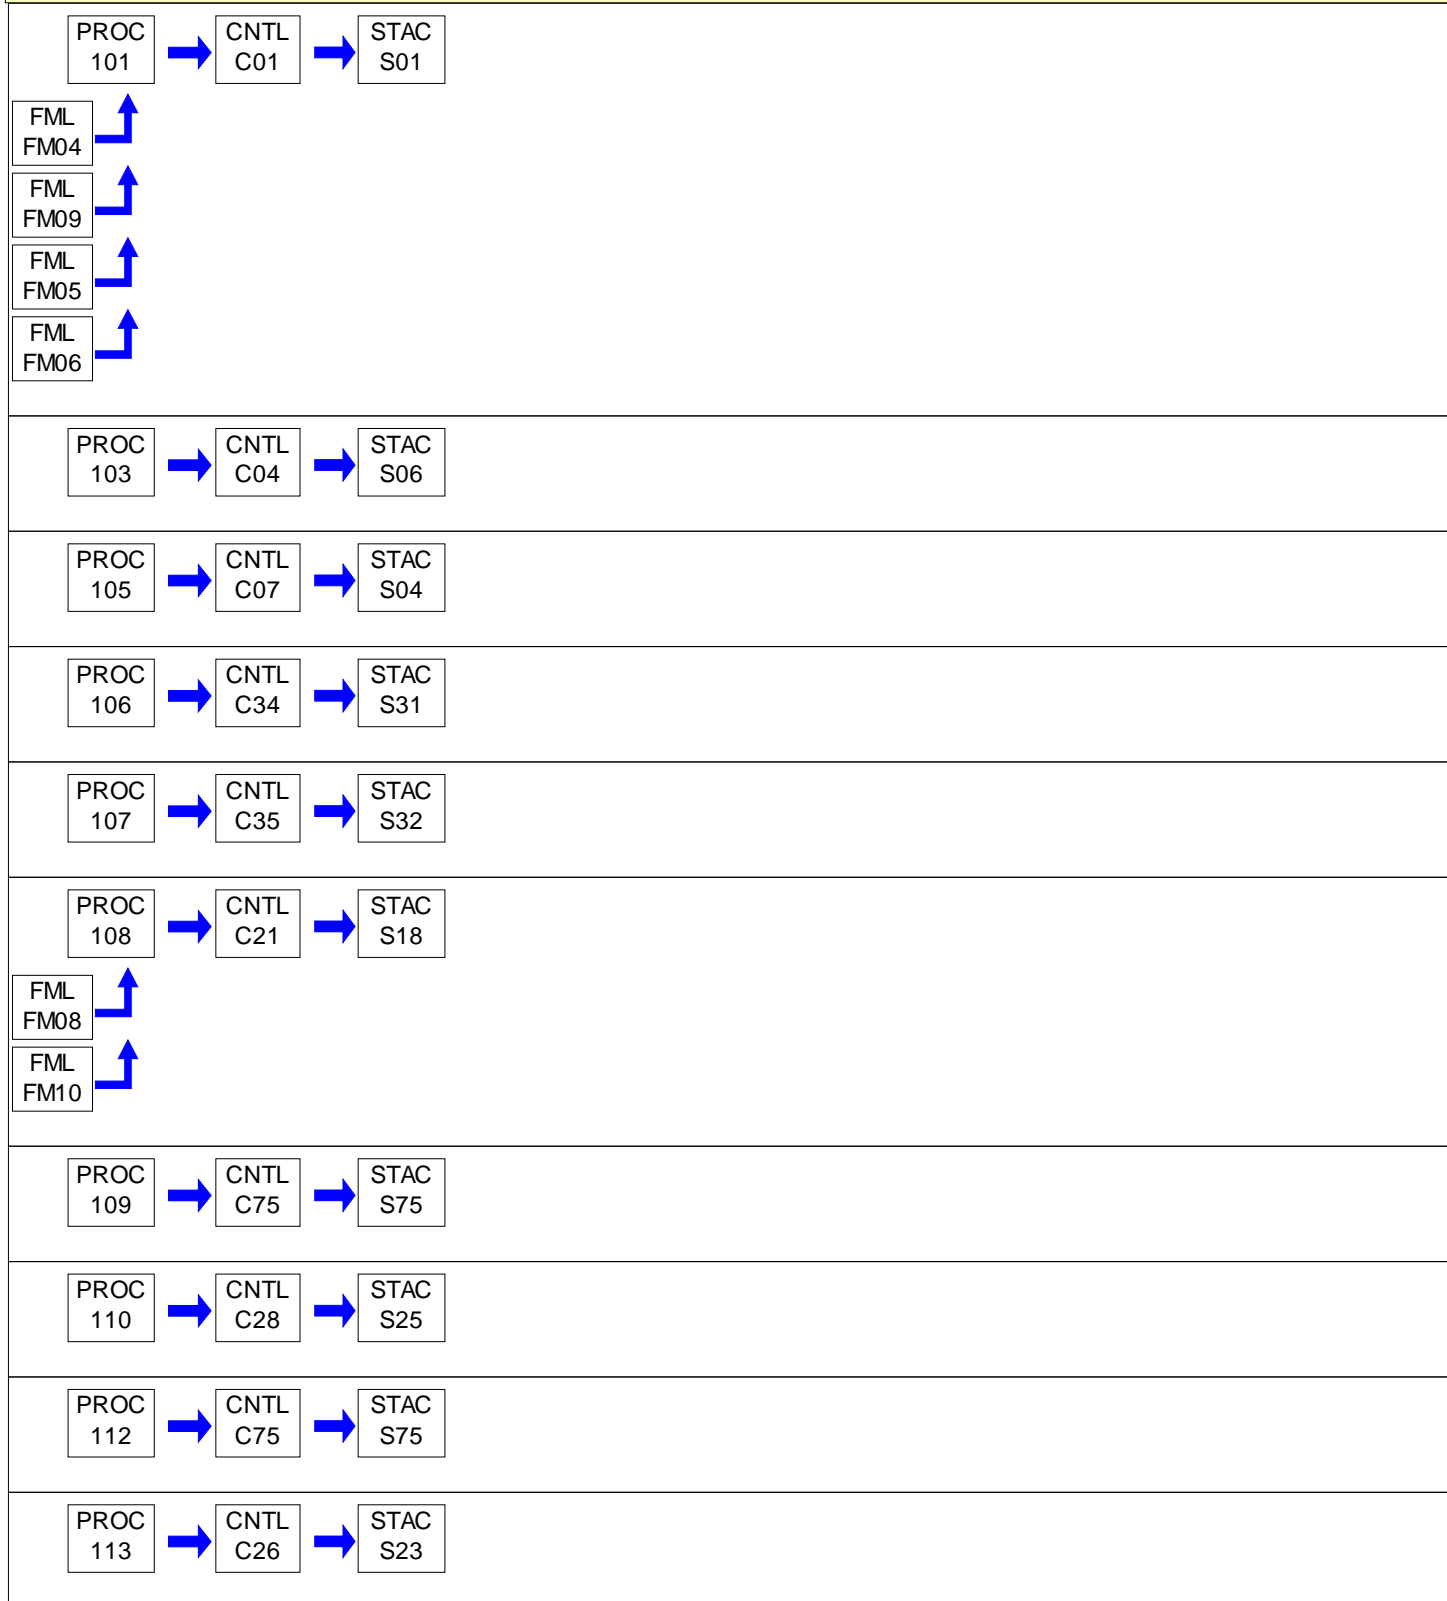 PROC
101
CNTL
C01
STAC
S01
FML
FM04
FML
FM09
FML
FM05
FML
FM06
PROC
103
CNTL
C04
STAC
S06
PROC
105
CNTL
C07
STAC
S04
PROC
106
CNTL
C34
STAC
S31
PROC
107
CNTL
C35
STAC
S32
PROC
108
CNTL
C21
STAC
S18
FML
FM08
FML
FM10
PROC
109
CNTL
C75
STAC
S75
PROC
110
CNTL
C28
STAC
S25
PROC
112
CNTL
C75
STAC
S75
PROC
113
CNTL
C26
STAC
S23